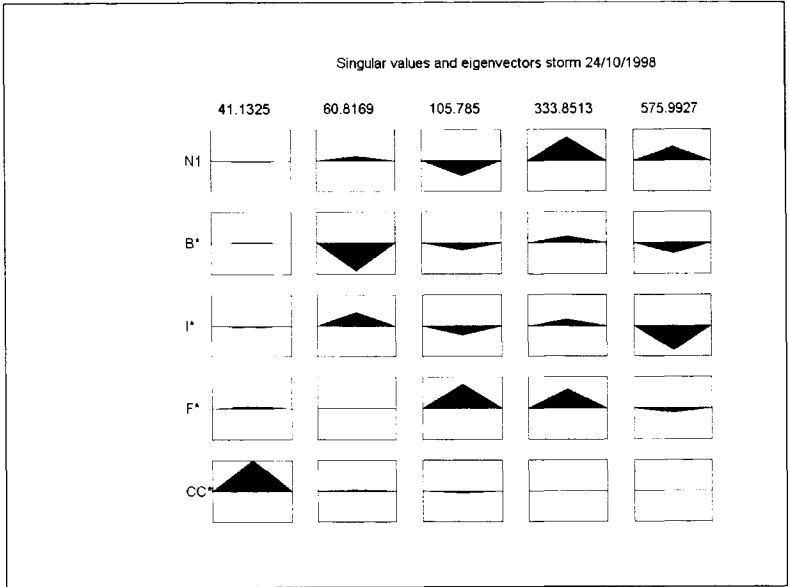 Singular values and eigenvectors storm 24/10/1998
41.1325 60.8169 105.785 333.8513 575.9927
N1
B*
I*
F*
CC*